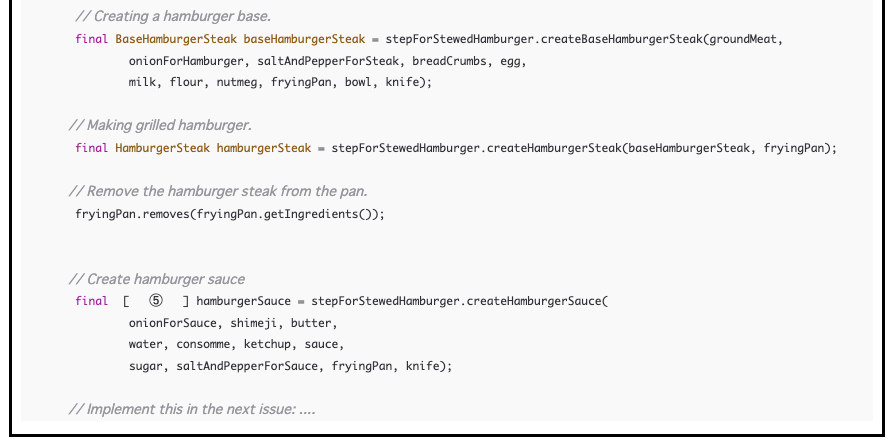 // Creating a hamburger base.
final BaseHamburgerSteak baseHamburgerSteak = stepForStewedHamburger.createBaseHamburgerSteak(groundMeat,
onionForHamburger, saltAndPepperForSteak, breadCrumbs, egg,
milk, flour, nutmeg, fryingPan, bowl, knife);
// Making grilled hamburger.
final HamburgerSteak hamburgerSteak = stepForStewedHamburger.createHamburgerSteak(baseHamburgerSteak, fryingPan);
// Remove the hamburger steak from the pan.
fryingPan.removes(fryingPan.getIngredients());
// Create hamburger sauce
final [ ⑤ ] hamburgerSauce = stepForStewedHamburger.createHamburgerSauce(
onionForSauce, shimeji, butter,
water, consomme, ketchup, sauce,
sugar, saltAndPepperForSauce, fryingPan, knife);
// Implement this in the next issue: ....